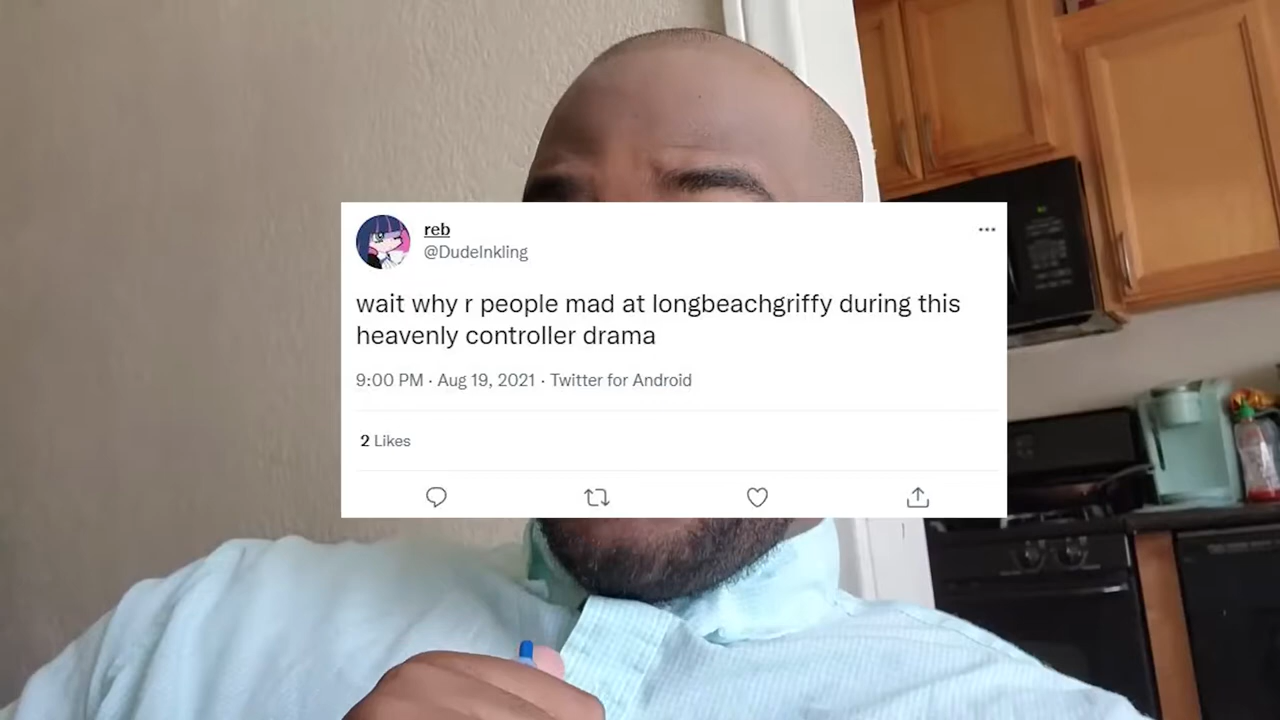 reb
@DudeInkling
wait why r people mad at longbeachgriffy during this
heavenly controller drama
9:00 PM · Aug 19, 2021 · Twitter for Android
2 Likes